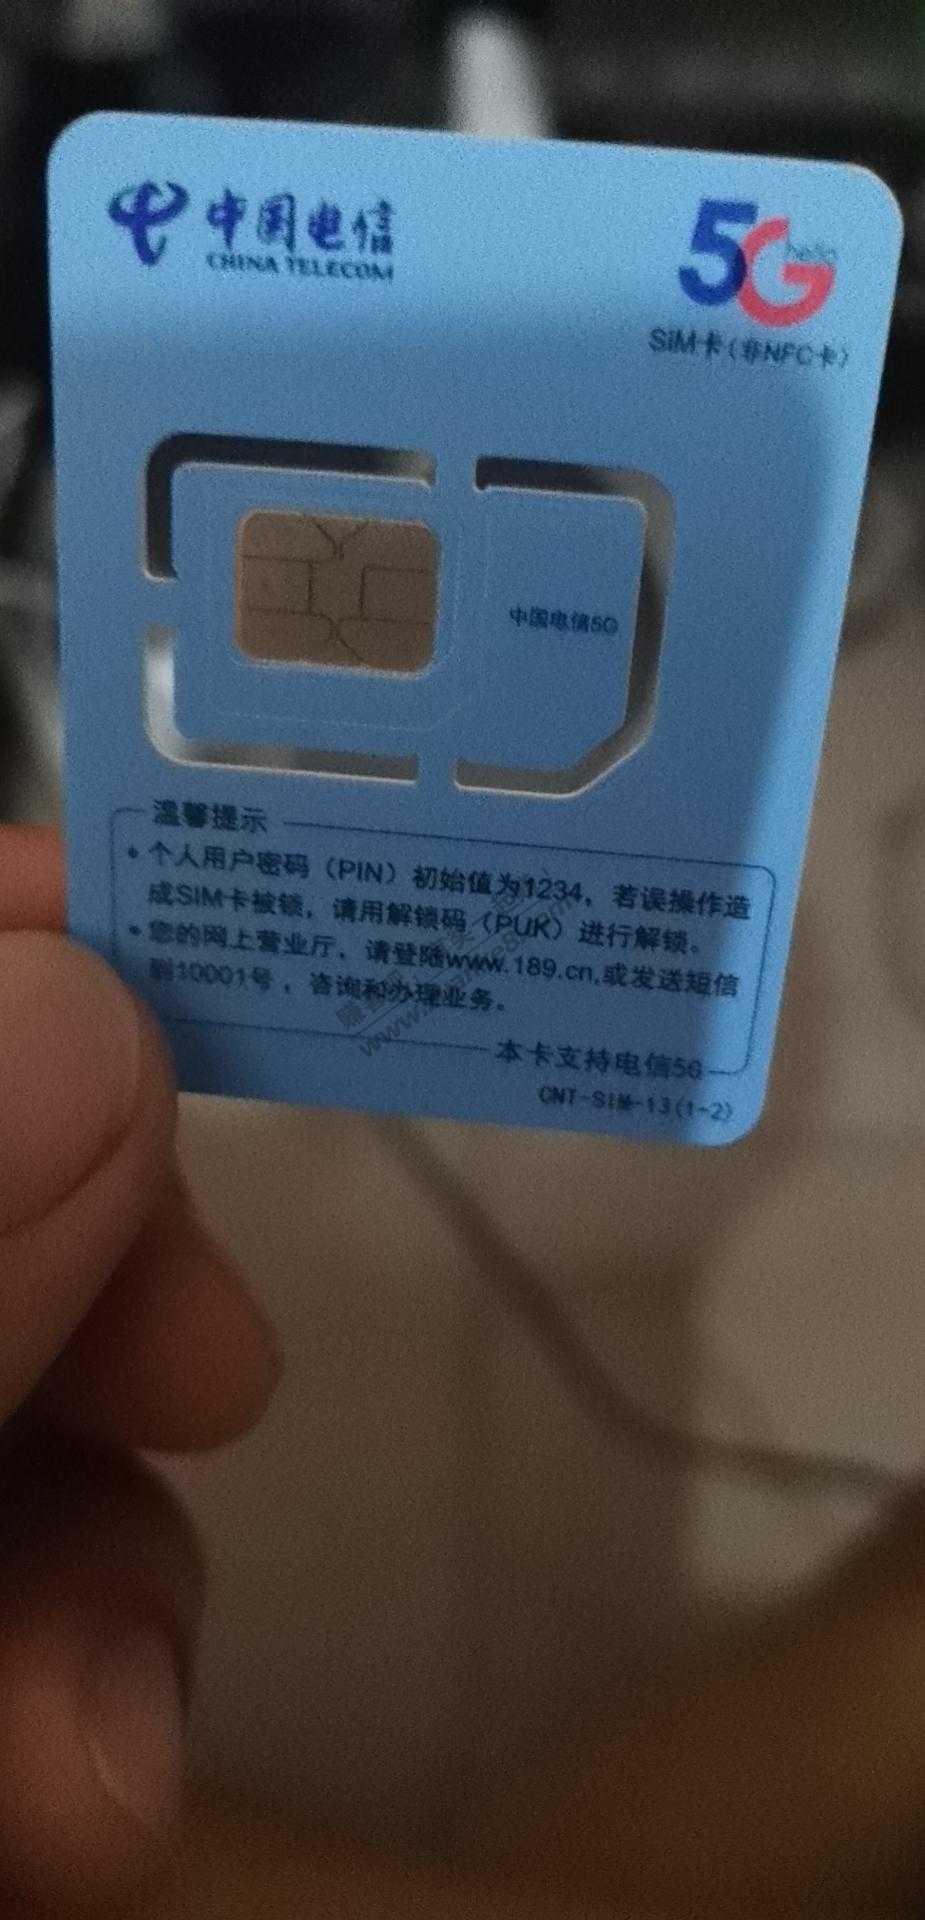 中国电信
CHINA TELECOM
5G hello
SIM卡（非NFC卡）
中国电信5G
温馨提示
• 个人用户密码（PIN）初始值为1234，若误操作造
成SIM卡被锁，请用解锁码（PUK）进行解锁。
• 您的网上营业厅，请登陆www.189.cn,或发送短信
到10001号，咨询和办理业务。
本卡支持电信5G
CNT-SIM-13(1-2)